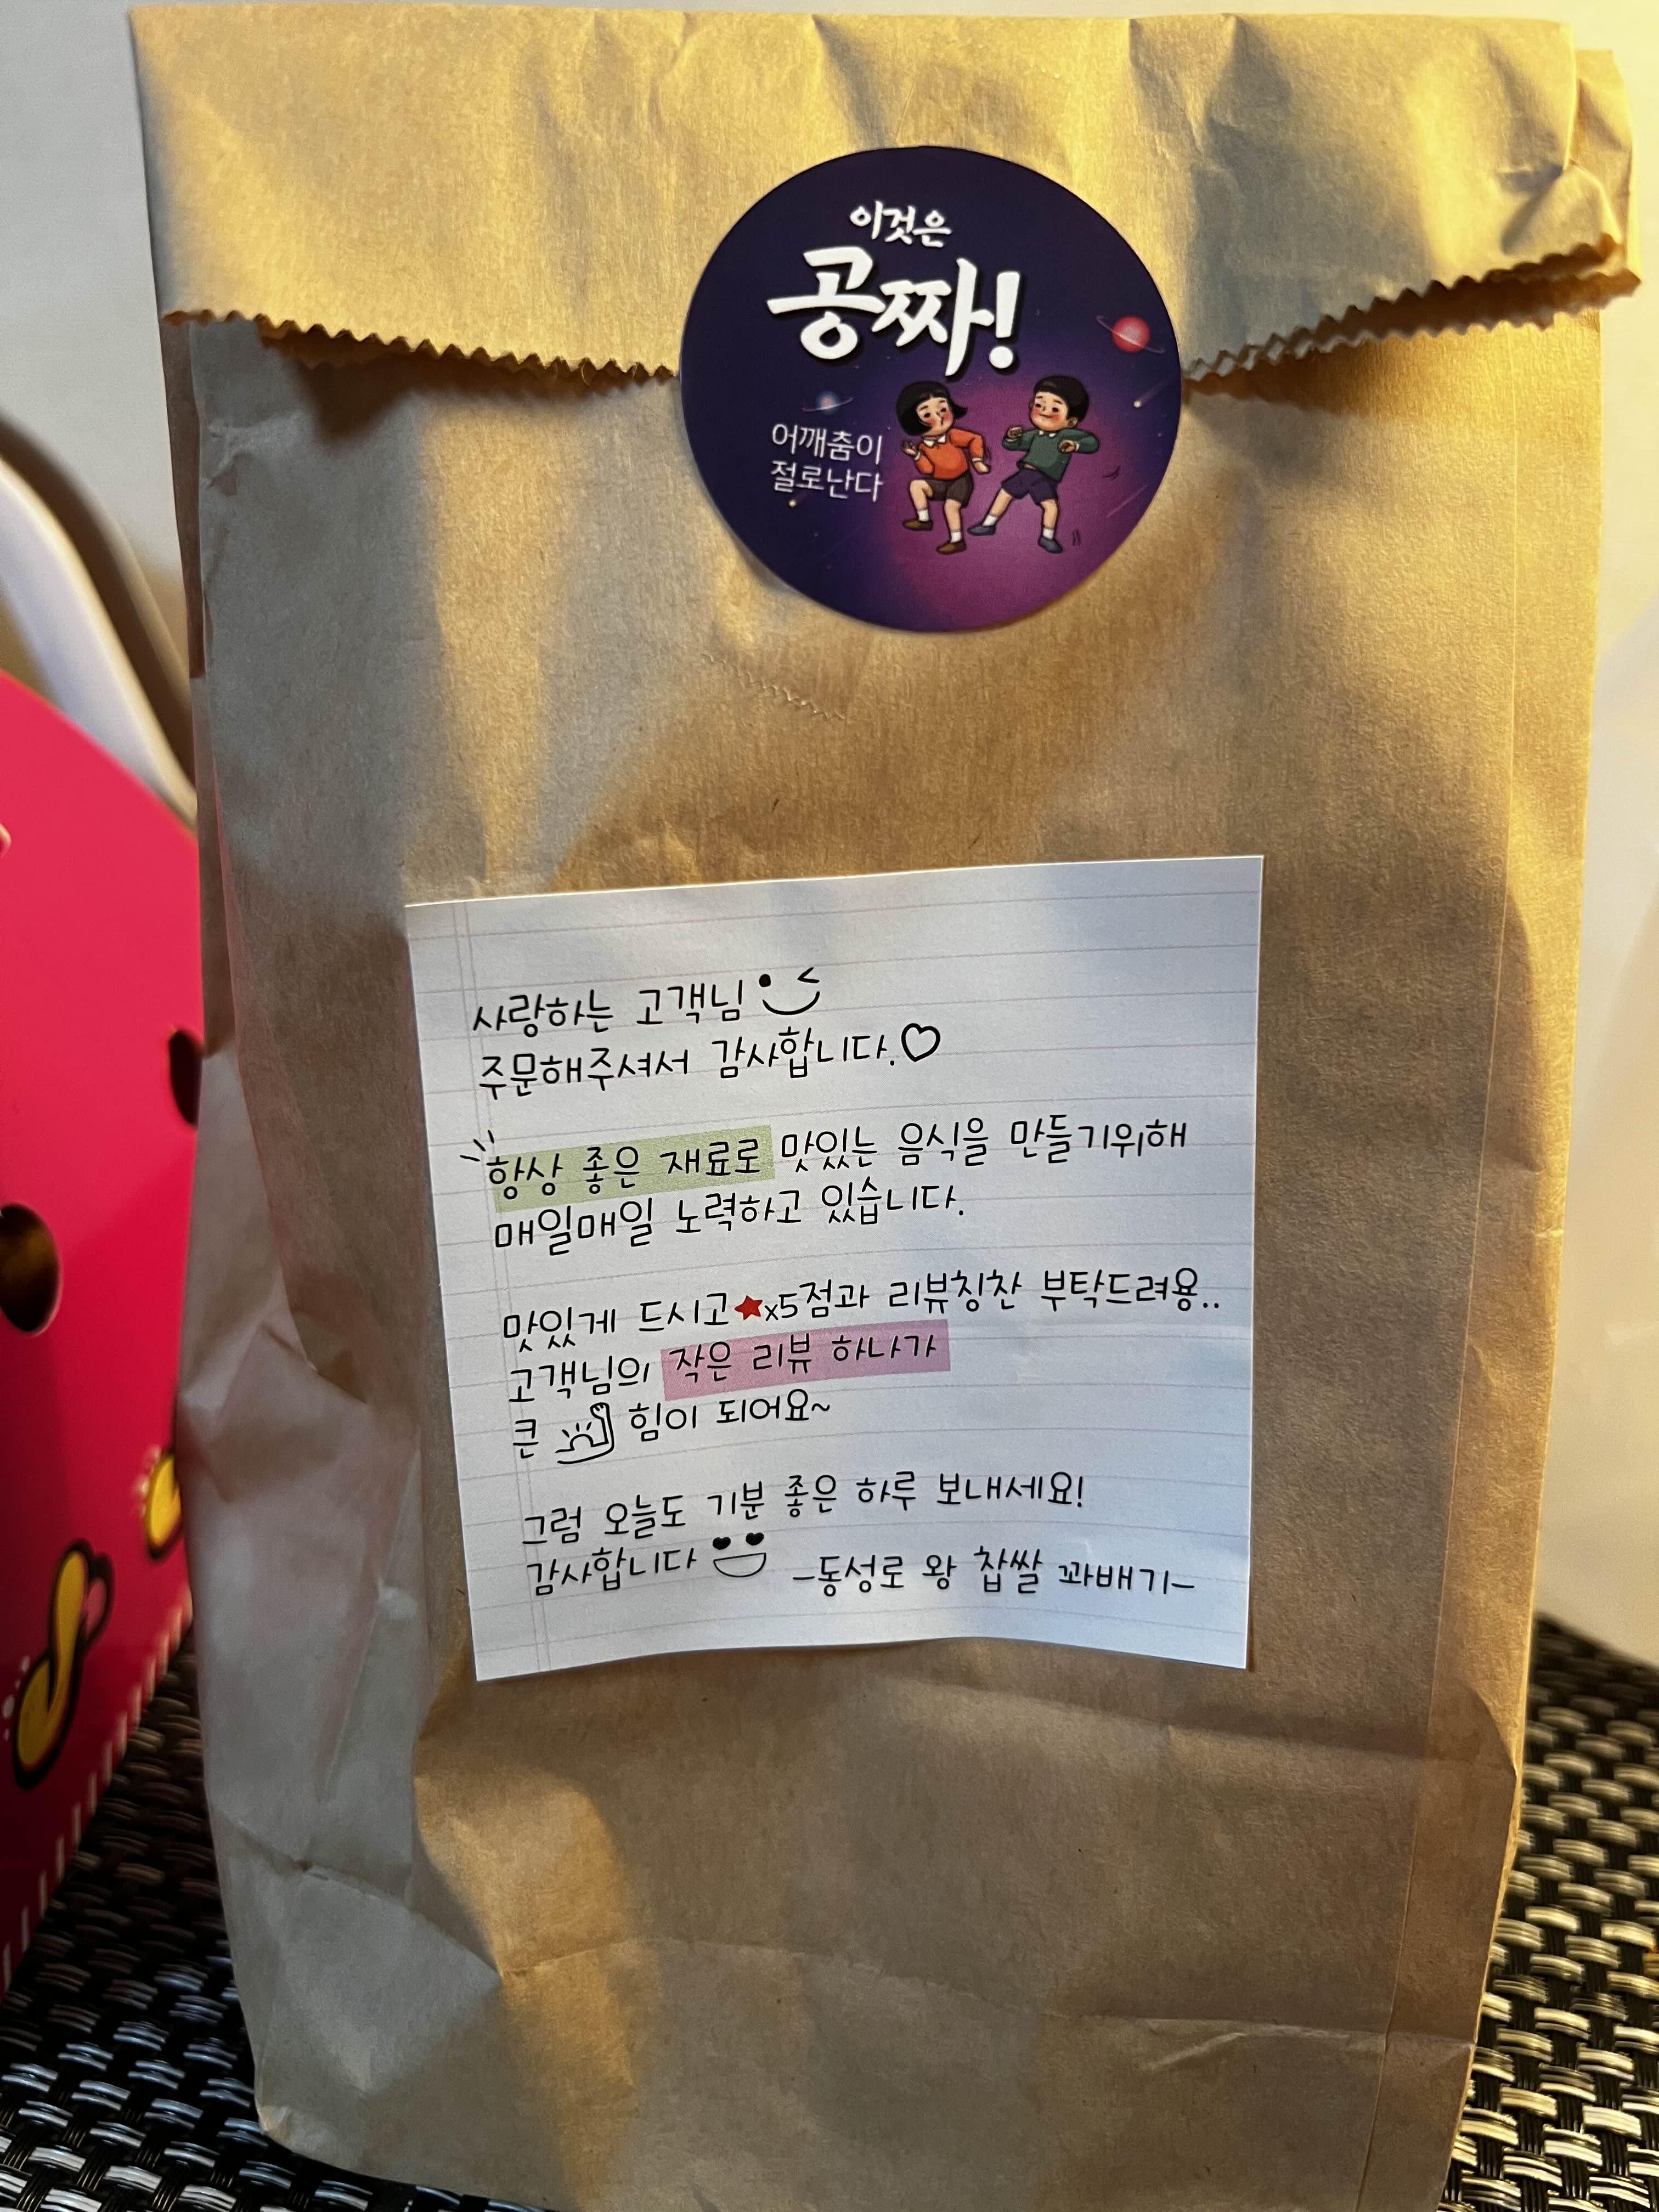 이것은
공짜!
어깨춤이
절로난다
사랑하는 고객님
주문해주셔서 감사합니다.♡
항상 좋은 재료로 맛있는 음식을 만들기위해
매일매일 노력하고 있습니다.
맛있게 드시고★x5점과 리뷰칭찬 부탁드려용..
고객님의 작은 리뷰 하나가
큰 힘이 되어요~
그럼 오늘도 기분 좋은 하루 보내세요!
감사합니다 -동성로 왕 찹쌀 꽈배기-